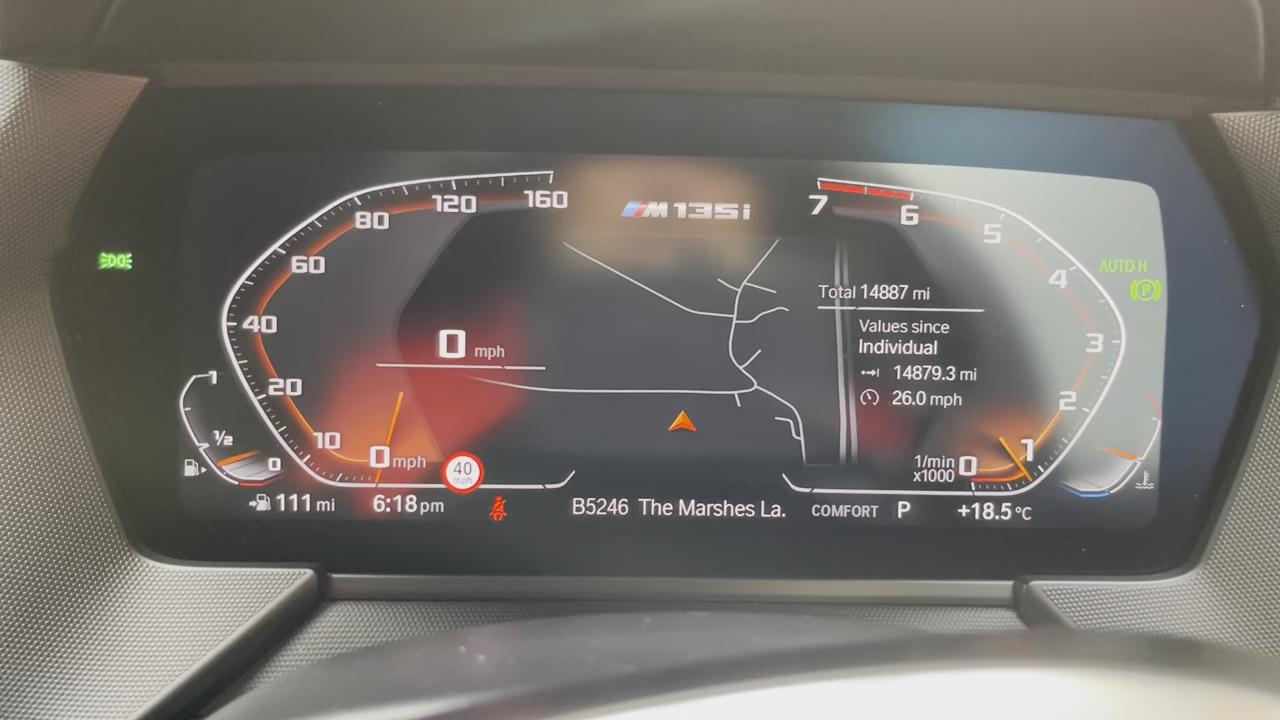 M135i
160
120
80
60
40
20
10
0 mph
0 mph
40
mph
1
1/2
0
111 mi
6:18 pm
B5246 The Marshes La.
Total 14887 mi
Values since
Individual
14879.3 mi
26.0 mph
7
6
5
4
3
2
1
0
1/min
x1000
COMFORT P
+18.5 °C
AUTO H
P